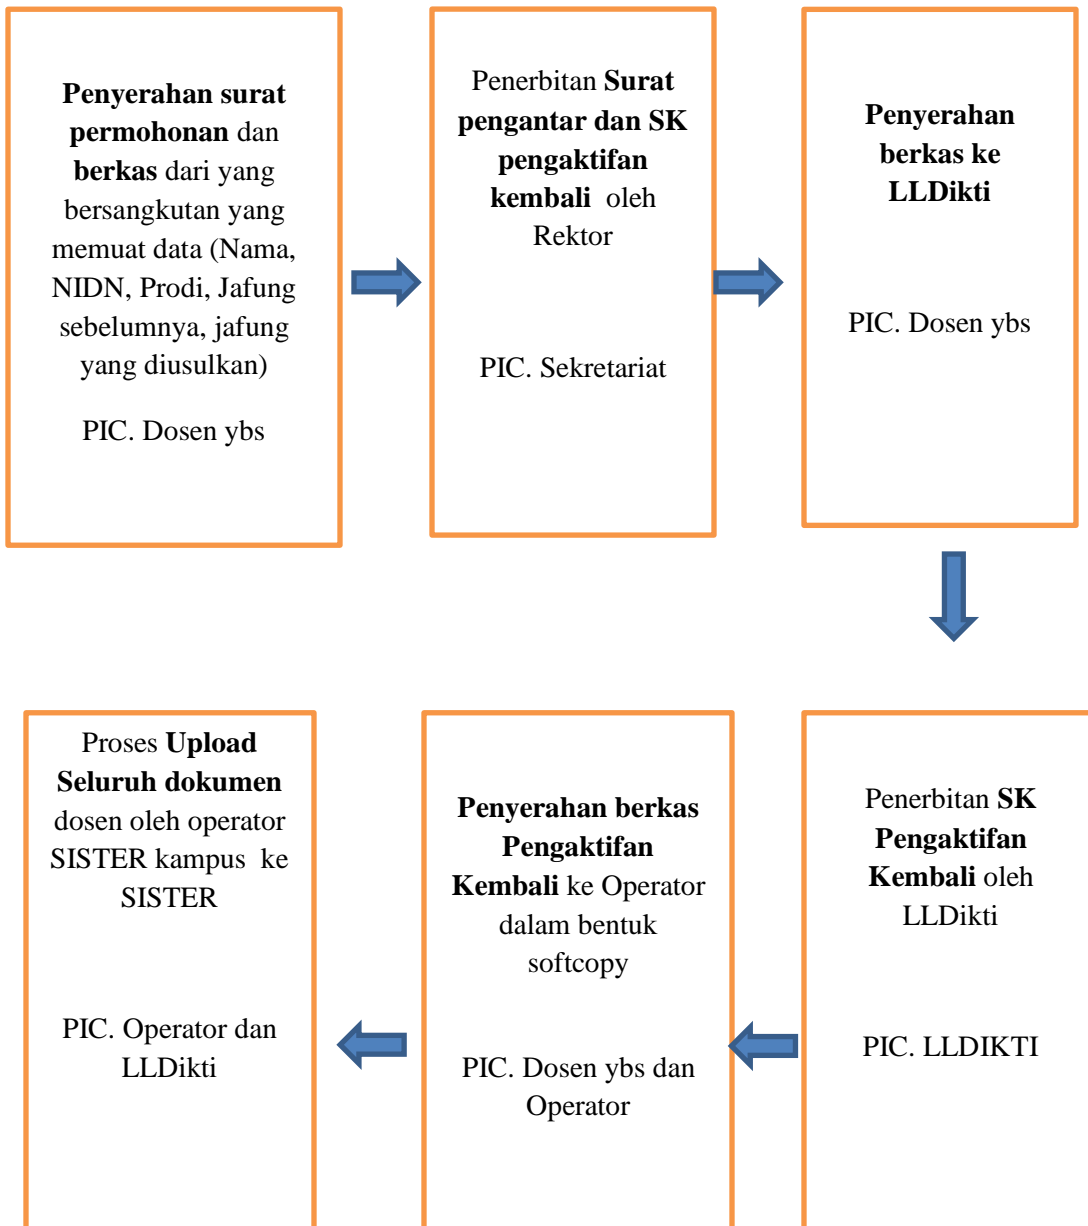 Penyerahan surat
permohonan dan
berkas dari yang
bersangkutan yang
memuat data (Nama,
NIDN, Prodi, Jafung
sebelumnya, jafung
yang diusulkan)
PIC. Dosen ybs
Penerbitan Surat
pengantar dan SK
pengaktifan
kembali oleh
Rektor
PIC. Sekretariat
Penyerahan
berkas ke
LLDikti
PIC. Dosen ybs
Penerbitan SK
Pengaktifan
Kembali oleh
LLDikti
PIC. LLDIKTI
Penyerahan berkas
Pengaktifan
Kembali ke Operator
dalam bentuk
softcopy
PIC. Dosen ybs dan
Operator
Proses Upload
Seluruh dokumen
dosen oleh operator
SISTER kampus ke
SISTER
PIC. Operator dan
LLDikti